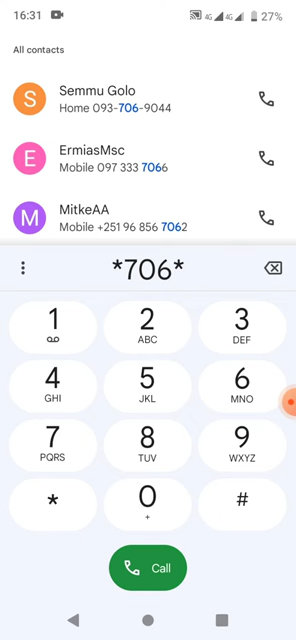 16:31 4G 4G 27%
All contacts
S Semmu Golo
Home 093-706-9044
E ErmiasMsc
Mobile 097 333 7066
M MitkeAA
Mobile +251 96 856 7062
*706*
1 2 3
ABC DEF
4 5 6
GHI JKL MNO
7 8 9
PQRS TUV WXYZ
* 0 #
+
Call